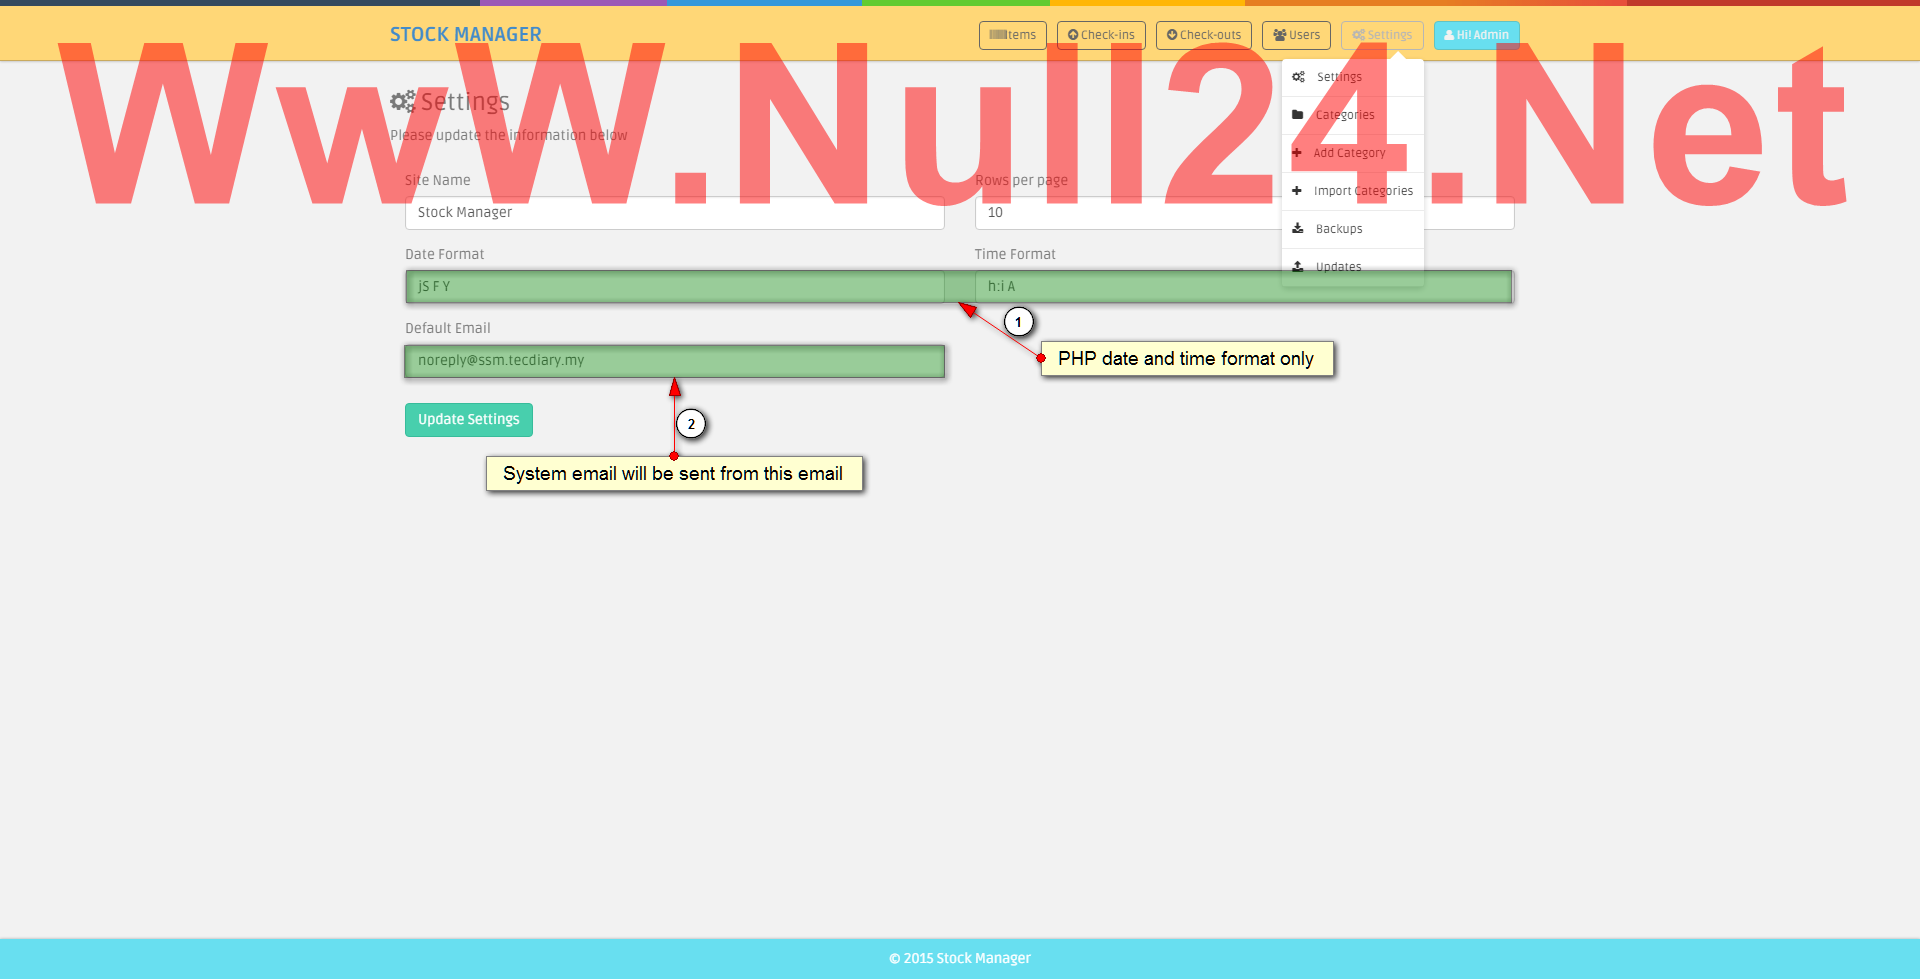 STOCK MANAGER
Items
Check-ins
Check-outs
Users
Settings
Hi! Admin
WwW.Null24.Net
Settings
Please update the information below
Settings
Categories
Add Category
Import Categories
Backups
Updates
Site Name
Rows per page
Stock Manager
10
Date Format
Time Format
jS F Y
h:i A
1
Default Email
PHP date and time format only
noreply@ssm.tecdiary.my
Update Settings
2
System email will be sent from this email
© 2015 Stock Manager